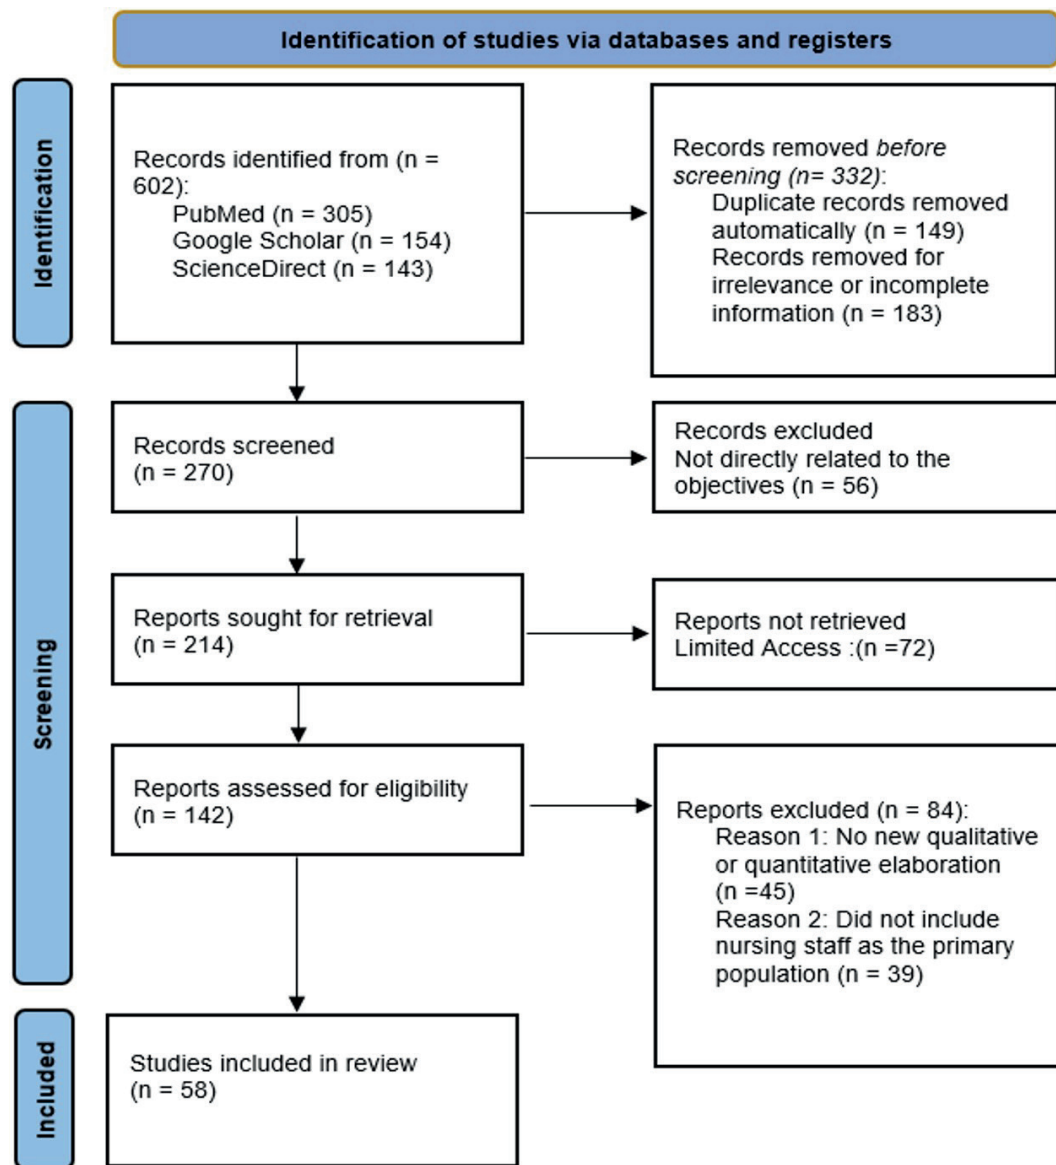 Identification of studies via databases and registers
Identification
Records identified from (n =
602):
PubMed (n = 305)
Google Scholar (n = 154)
ScienceDirect (n = 143)
Records removed before
screening (n= 332):
Duplicate records removed
automatically (n = 149)
Records removed for
irrelevance or incomplete
information (n = 183)
Screening
Records screened
(n = 270)
Records excluded
Not directly related to the
objectives (n = 56)
Reports sought for retrieval
(n = 214)
Reports not retrieved
Limited Access :(n =72)
Reports assessed for eligibility
(n = 142)
Reports excluded (n = 84):
Reason 1: No new qualitative
or quantitative elaboration
(n =45)
Reason 2: Did not include
nursing staff as the primary
population (n = 39)
Included
Studies included in review
(n = 58)